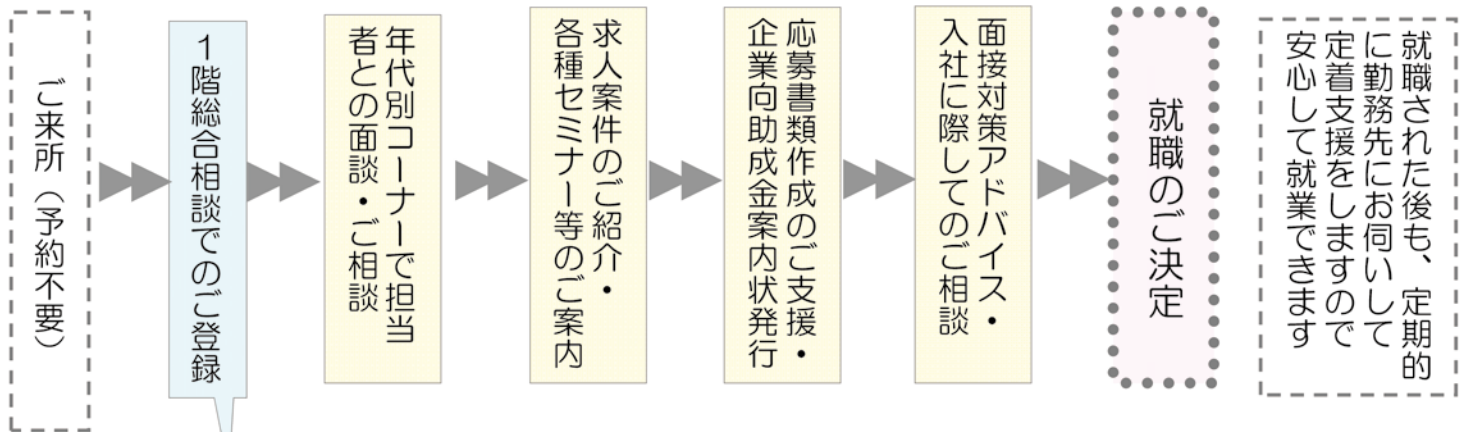 ご来所（予約不要）
１階総合相談でのご登録
年代別コーナーで担当
者との面談・ご相談
求人案件のご紹介・
各種セミナー等のご案内
応募書類作成のご支援・
企業向助成金案内状発行
面接対策アドバイス・
入社に際してのご相談
就職のご決定
就職された後も、定期的
に勤務先にお伺いして
定着支援をしますので
安心して就業できます